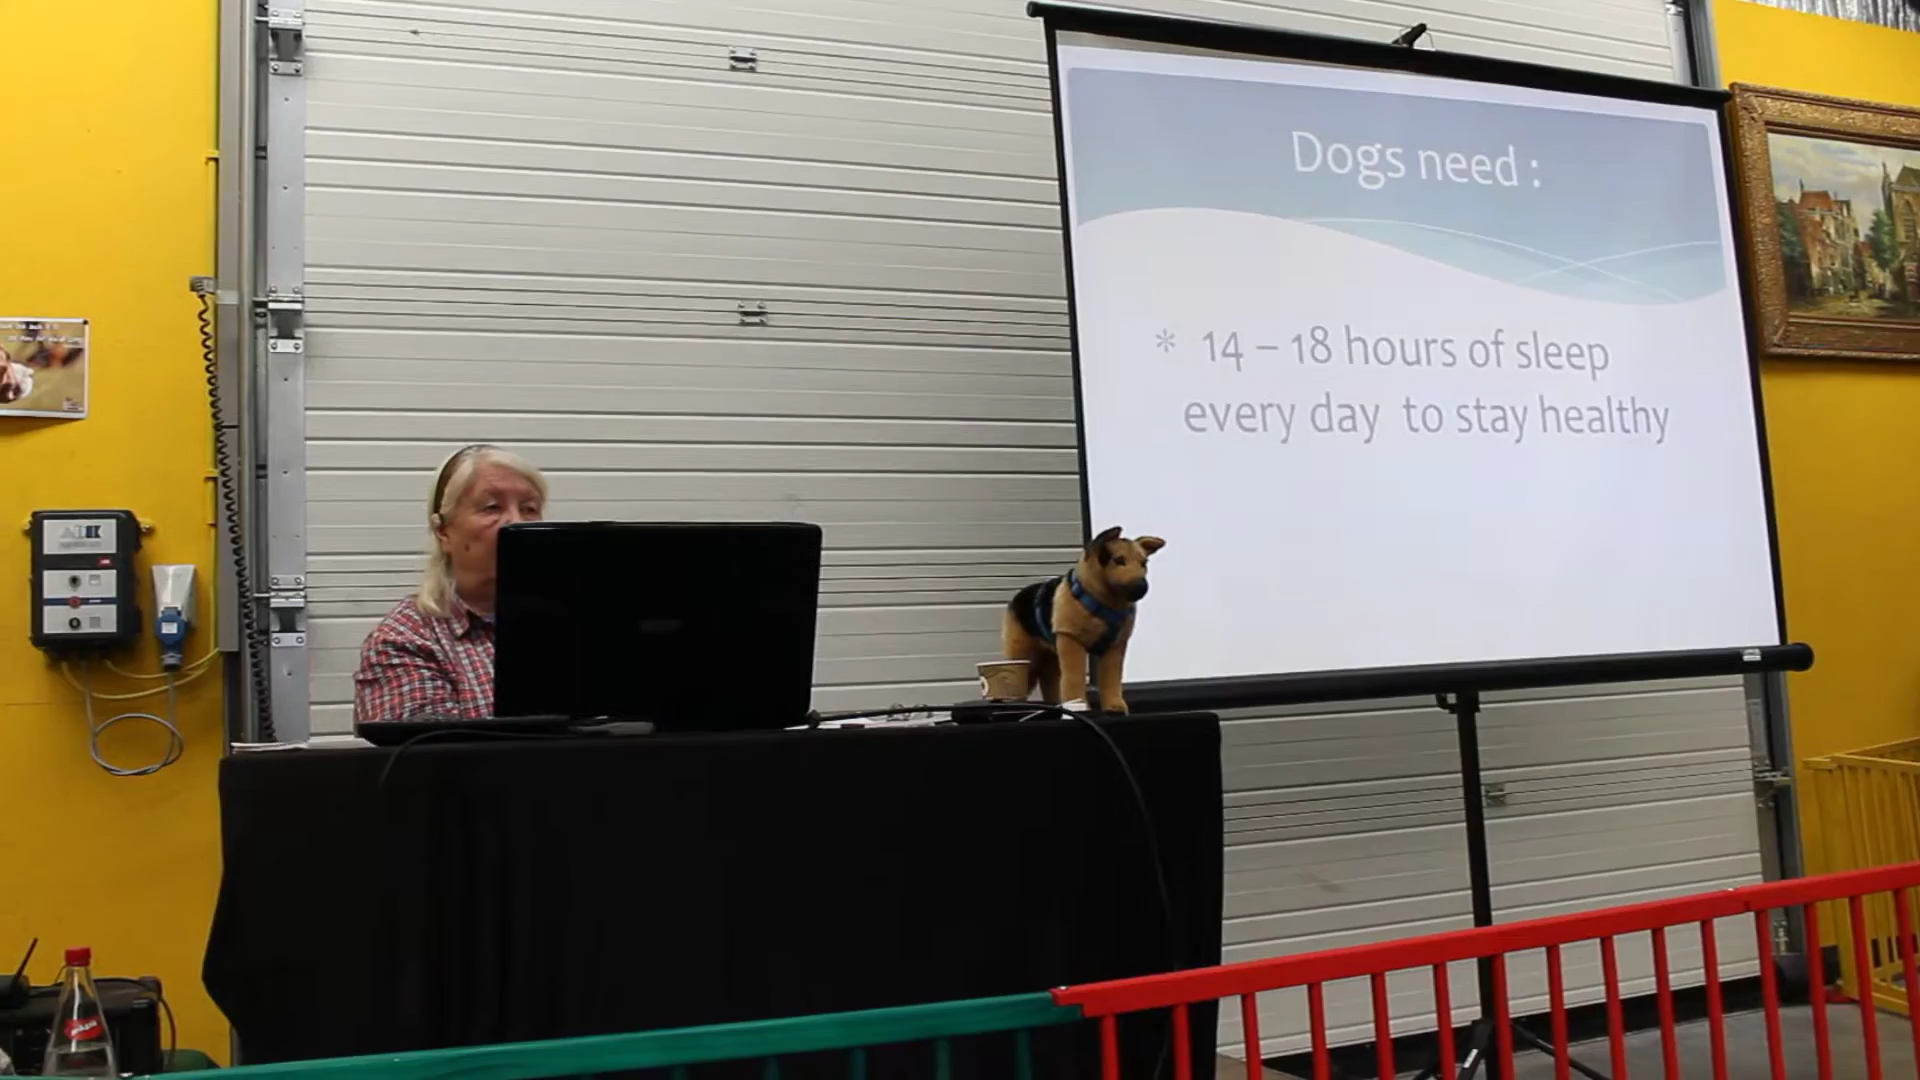 Dogs need :
* 14 – 18 hours of sleep
every day to stay healthy